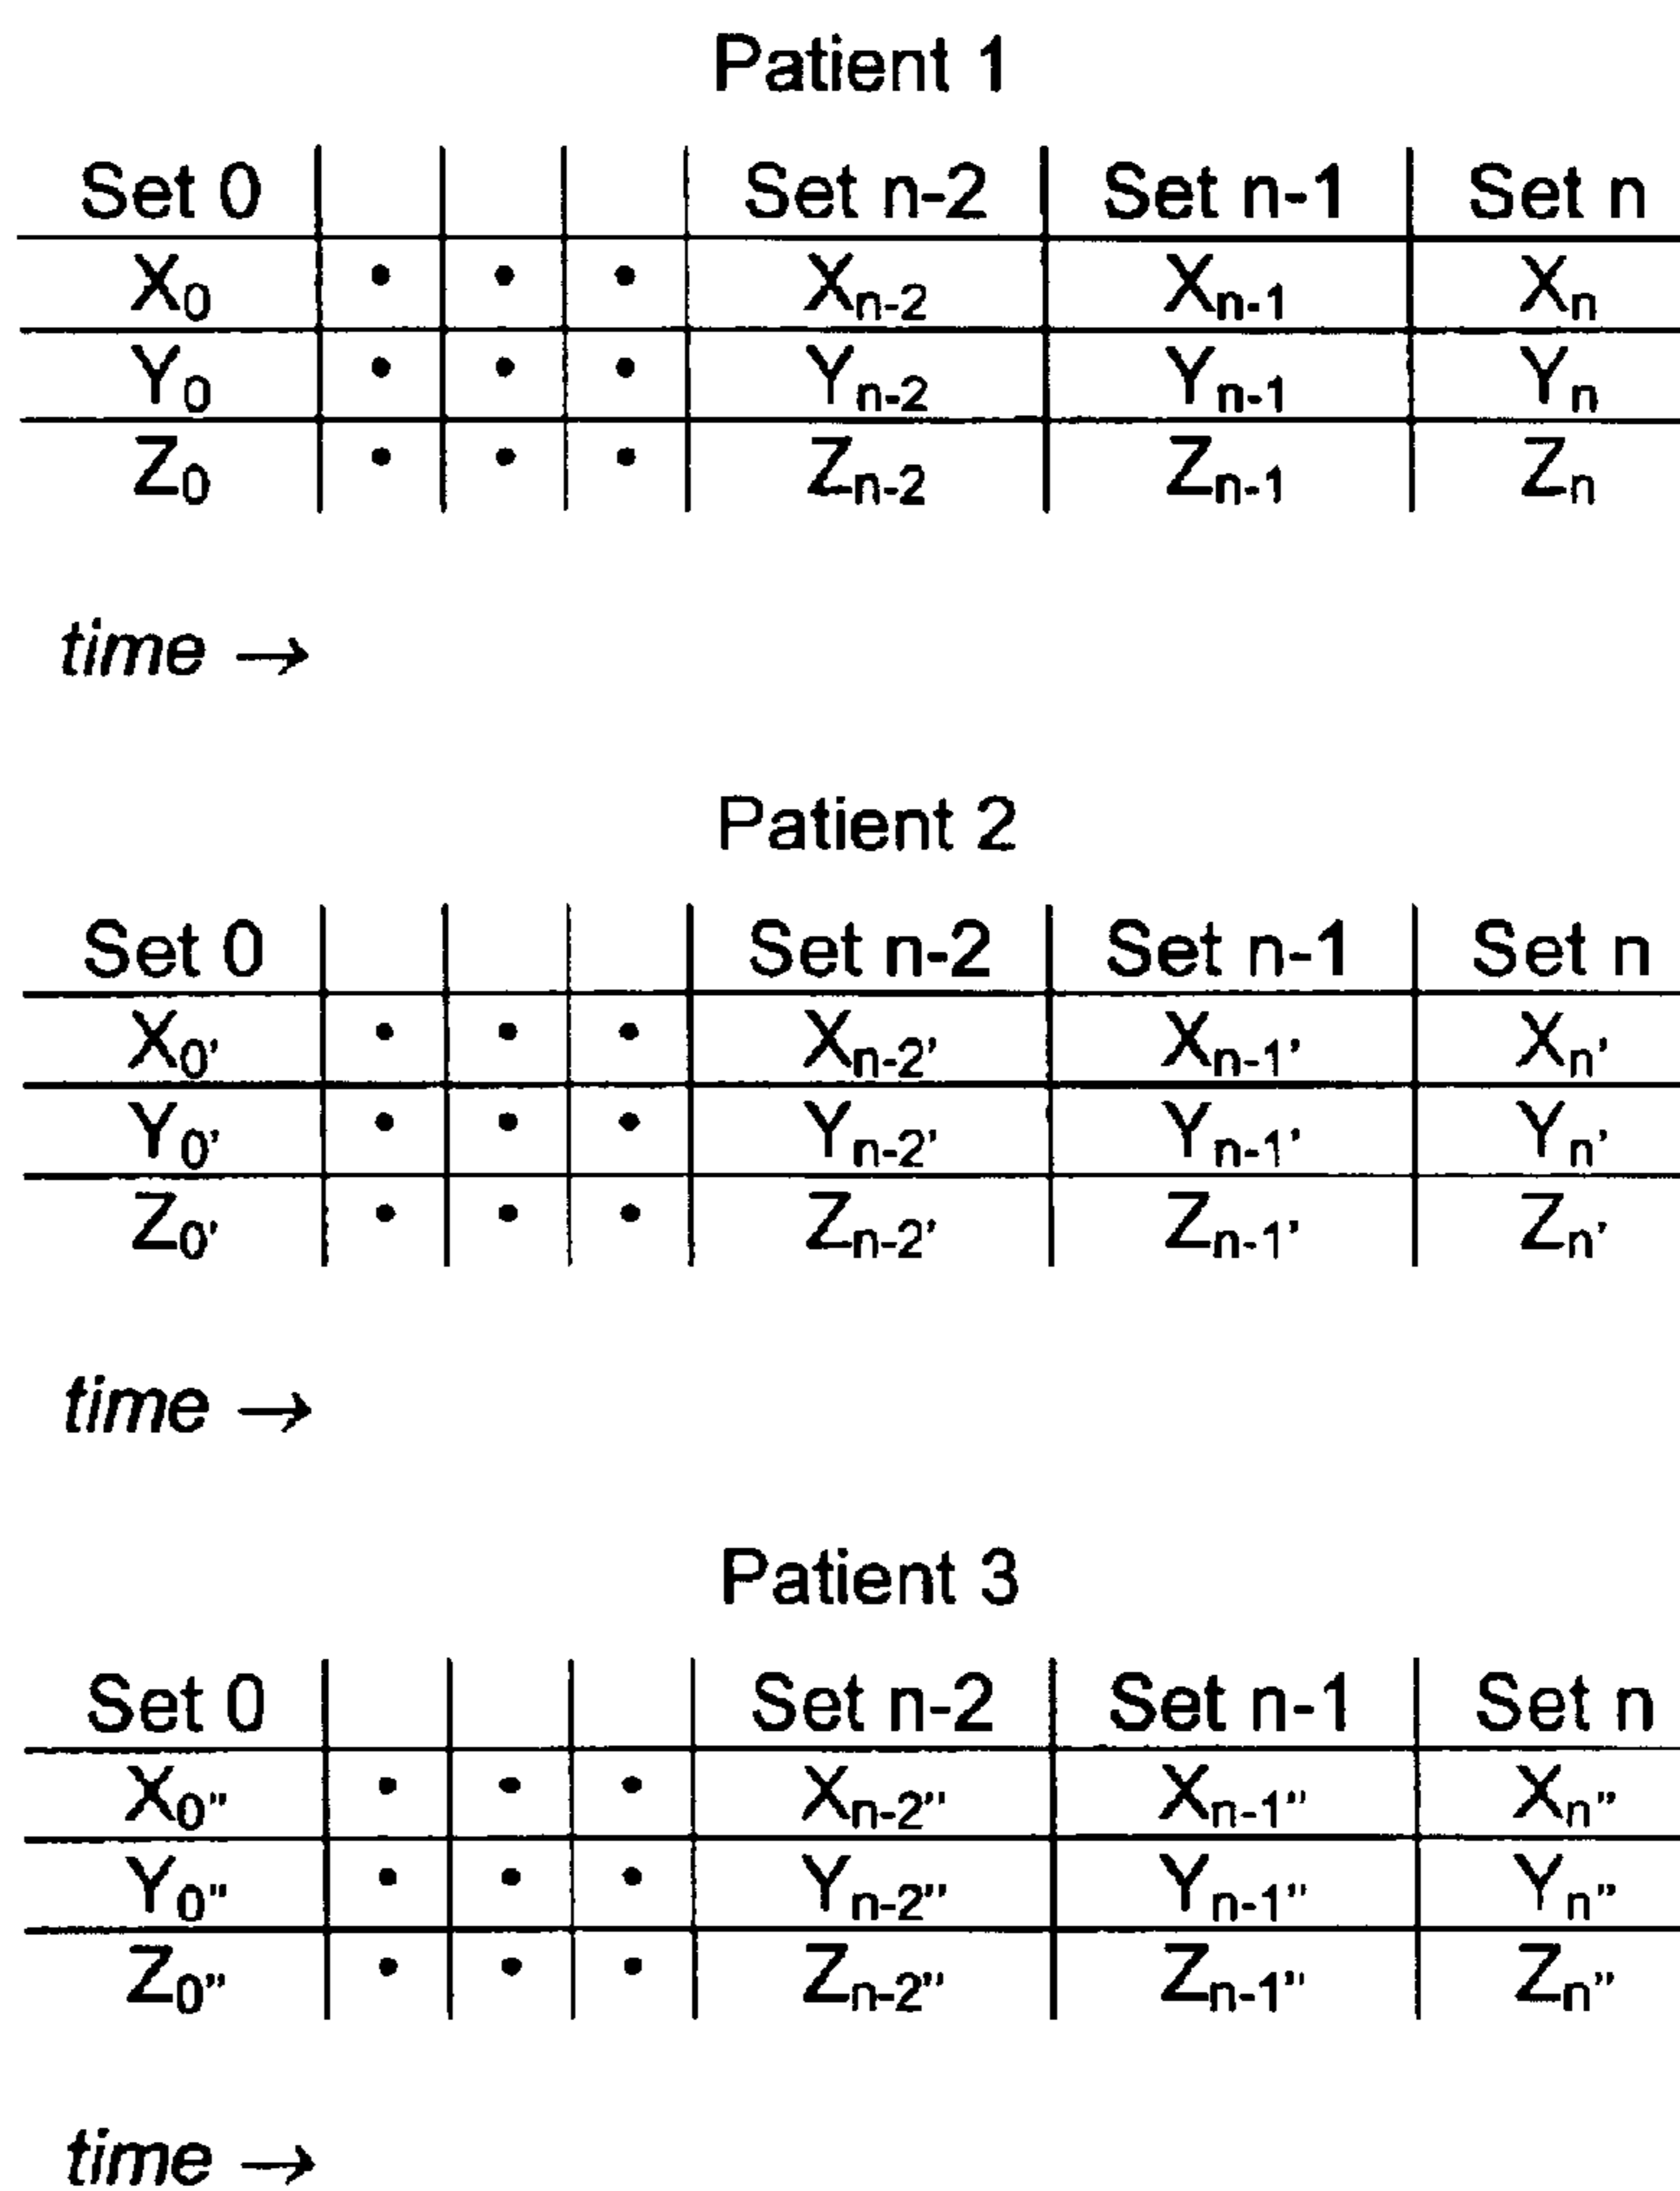 Patient 1
Set 0 Set n-2 Set n-1 Set n
X₀ • • • Xₙ₋₂ Xₙ₋₁ Xₙ
Y₀ • • • Yₙ₋₂ Yₙ₋₁ Yₙ
Z₀ • • • Zₙ₋₂ Zₙ₋₁ Zₙ
time →
Patient 2
Set 0 Set n-2 Set n-1 Set n
X₀' • • • Xₙ₋₂' Xₙ₋₁' Xₙ'
Y₀' • • • Yₙ₋₂' Yₙ₋₁' Yₙ'
Z₀' • • • Zₙ₋₂' Zₙ₋₁' Zₙ'
time →
Patient 3
Set 0 Set n-2 Set n-1 Set n
X₀" • • • Xₙ₋₂" Xₙ₋₁" Xₙ"
Y₀" • • • Yₙ₋₂" Yₙ₋₁" Yₙ"
Z₀" • • • Zₙ₋₂" Zₙ₋₁" Zₙ"
time →